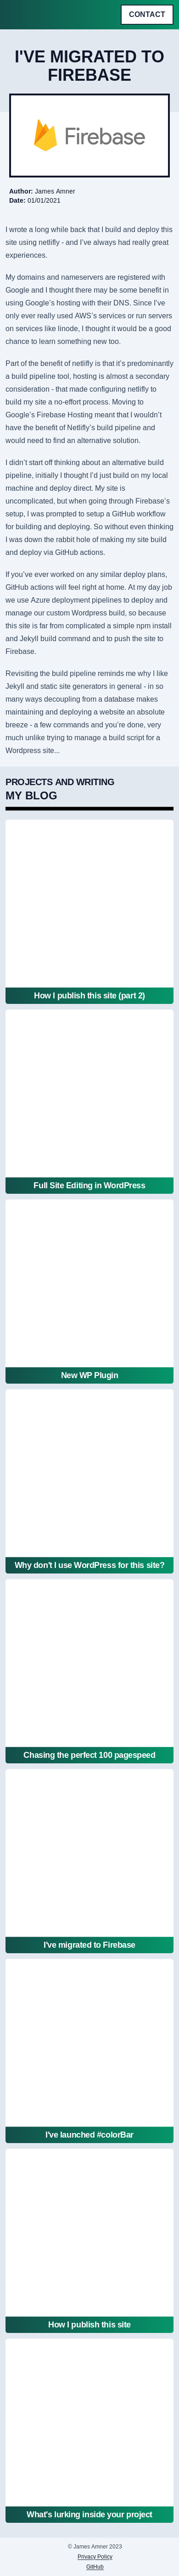 CONTACT
I'VE MIGRATED TO
FIREBASE
Firebase
Author: James Amner
Date: 01/01/2021
I wrote a long while back that I build and deploy this
site using netlifly - and I've always had really great
experiences.
My domains and nameservers are registered with
Google and I thought there may be some benefit in
using Google's hosting with their DNS. Since I've
only ever really used AWS's services or run servers
on services like linode, I thought it would be a good
chance to learn something new too.
Part of the benefit of netlifly is that it's predominantly
a build pipeline tool, hosting is almost a secondary
consideration - that made configuring netlifly to
build my site a no-effort process. Moving to
Google's Firebase Hosting meant that I wouldn't
have the benefit of Netlify's build pipeline and
would need to find an alternative solution.
I didn't start off thinking about an alternative build
pipeline, initially I thought I'd just build on my local
machine and deploy direct. My site is
uncomplicated, but when going through Firebase's
setup, I was prompted to setup a GitHub workflow
for building and deploying. So without even thinking
I was down the rabbit hole of making my site build
and deploy via GitHub actions.
If you've ever worked on any similar deploy plans,
GitHub actions will feel right at home. At my day job
we use Azure deployment pipelines to deploy and
manage our custom Wordpress build, so because
this site is far from complicated a simple npm install
and Jekyll build command and to push the site to
Firebase.
Revisiting the build pipeline reminds me why I like
Jekyll and static site generators in general - in so
many ways decoupling from a database makes
maintaining and deploying a website an absolute
breeze - a few commands and you're done, very
much unlike trying to manage a build script for a
Wordpress site...
PROJECTS AND WRITING
MY BLOG
How I publish this site (part 2)
Full Site Editing in WordPress
New WP Plugin
Why don't I use WordPress for this site?
Chasing the perfect 100 pagespeed
I've migrated to Firebase
I've launched #colorBar
How I publish this site
What's lurking inside your project
© James Amner 2023
Privacy Policy
GitHub